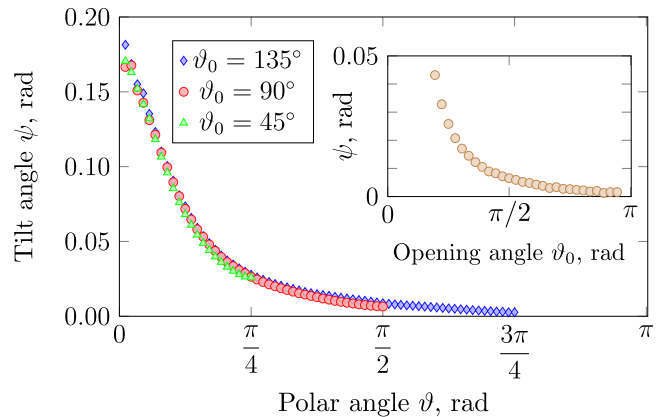 0.20
0.15
0.10
0.05
0.00
Tilt angle ψ, rad
ϑ₀ = 135°
ϑ₀ = 90°
ϑ₀ = 45°
0.05
0
ψ, rad
0 π/2 π
Opening angle ϑ₀, rad
0 π/4 π/2 3π/4 π
Polar angle ϑ, rad